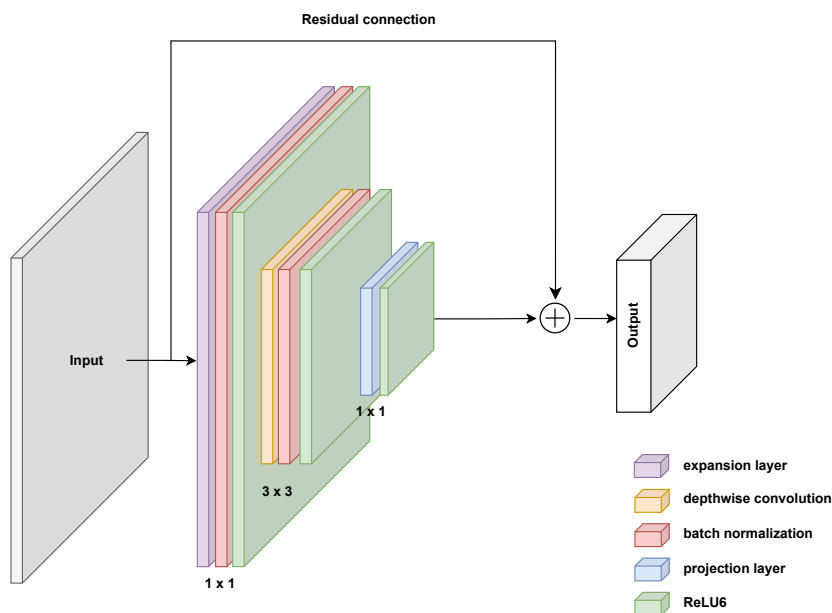 Residual connection
Input
Output
1 x 1
3 x 3
1 x 1
expansion layer
depthwise convolution
batch normalization
projection layer
ReLU6